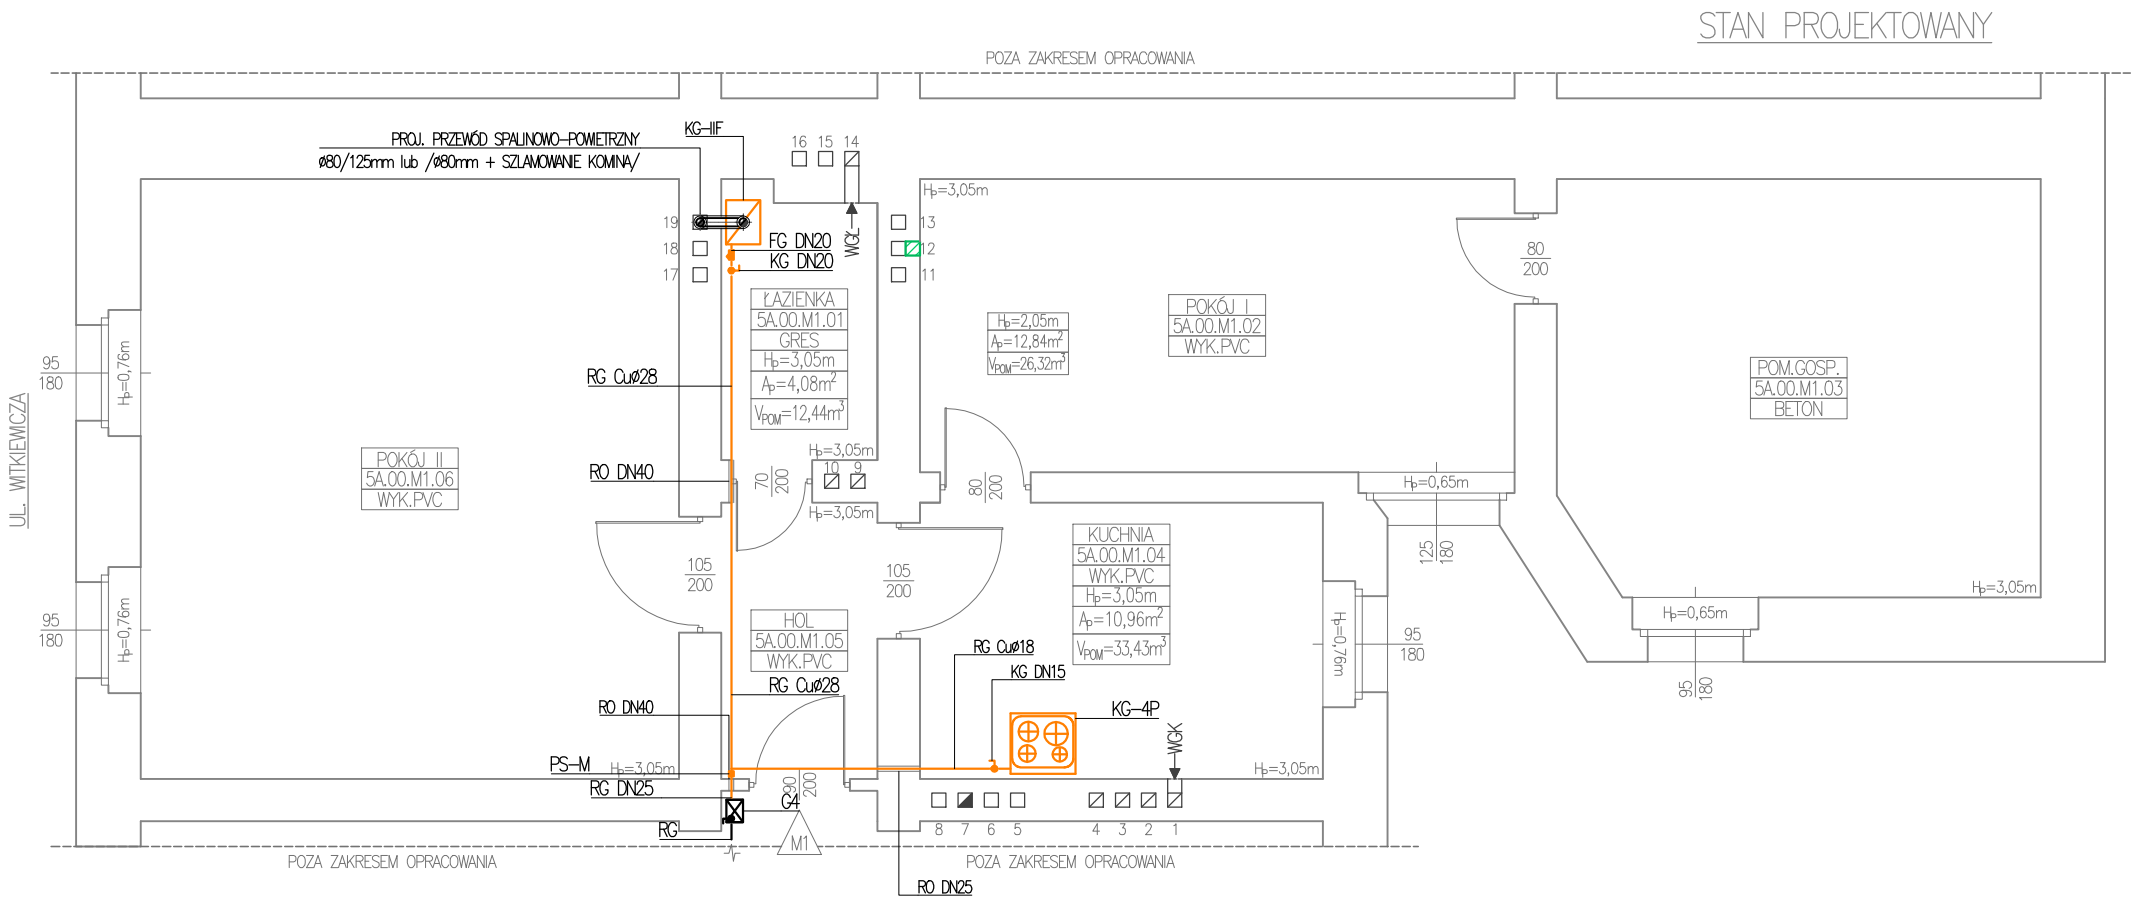 STAN PROJEKTOWANY
POZA ZAKRESEM OPRACOWANIA
PROJ. PRZEWÓD SPALINOWO-POWIETRZNY
ø80/125mm lub /ø80mm + SZLAMOWANIE KOMINA/
KG-IIF
16 15 14
19
18
17
FG DN20
KG DN20
WGŁ
13
12
11
Hp=3,05m
ŁAZIENKA
5A.00.M1.01
GRES
Hp=3,05m
Ap=4,08m²
VPOM=12,44m³
Hp=2,05m
Ap=12,84m²
VPOM=26,32m³
POKÓJ I
5A.00.M1.02
WYK.PVC
80
200
POM.GOSP.
5A.00.M1.03
BETON
UL. WITKIEWICZA
95
180
Hp=0,76m
RG Cuø28
POKÓJ II
5A.00.M1.06
WYK.PVC
RO DN40
Hp=3,05m
10 9
Hp=3,05m
70
200
80
200
Hp=0,65m
125
180
KUCHNIA
5A.00.M1.04
WYK.PVC
Hp=3,05m
Ap=10,96m²
VPOM=33,43m³
105
200
105
200
95
180
Hp=0,76m
HOL
5A.00.M1.05
WYK.PVC
Hp=0,76m
95
180
Hp=3,05m
Hp=0,65m
95
180
RG Cuø18
KG DN15
RG Cuø28
RO DN40
KG-4P
WGK
PS-M
Hp=3,05m
Hp=3,05m
RG DN25
90
200
G4
RG
M1
8 7 6 5 4 3 2 1
POZA ZAKRESEM OPRACOWANIA
POZA ZAKRESEM OPRACOWANIA
RO DN25